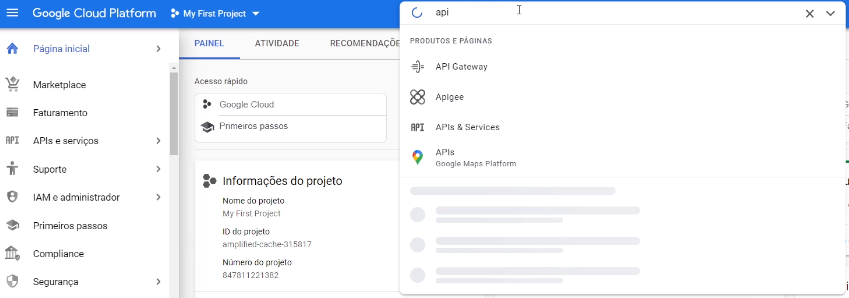 Google Cloud Platform
My First Project
api
Página inicial
Marketplace
Faturamento
API
APIs e serviços
Suporte
IAM e administrador
Primeiros passos
Compliance
Segurança
PAINEL
ATIVIDADE
RECOMENDAÇÕE
Acesso rápido
Google Cloud
Primeiros passos
Informações do projeto
Nome do projeto
My First Project
ID do projeto
amplified-cache-315817
Número do projeto
847811221382
PRODUTOS E PÁGINAS
API Gateway
Apigee
API
APIs & Services
APIs
Google Maps Platform